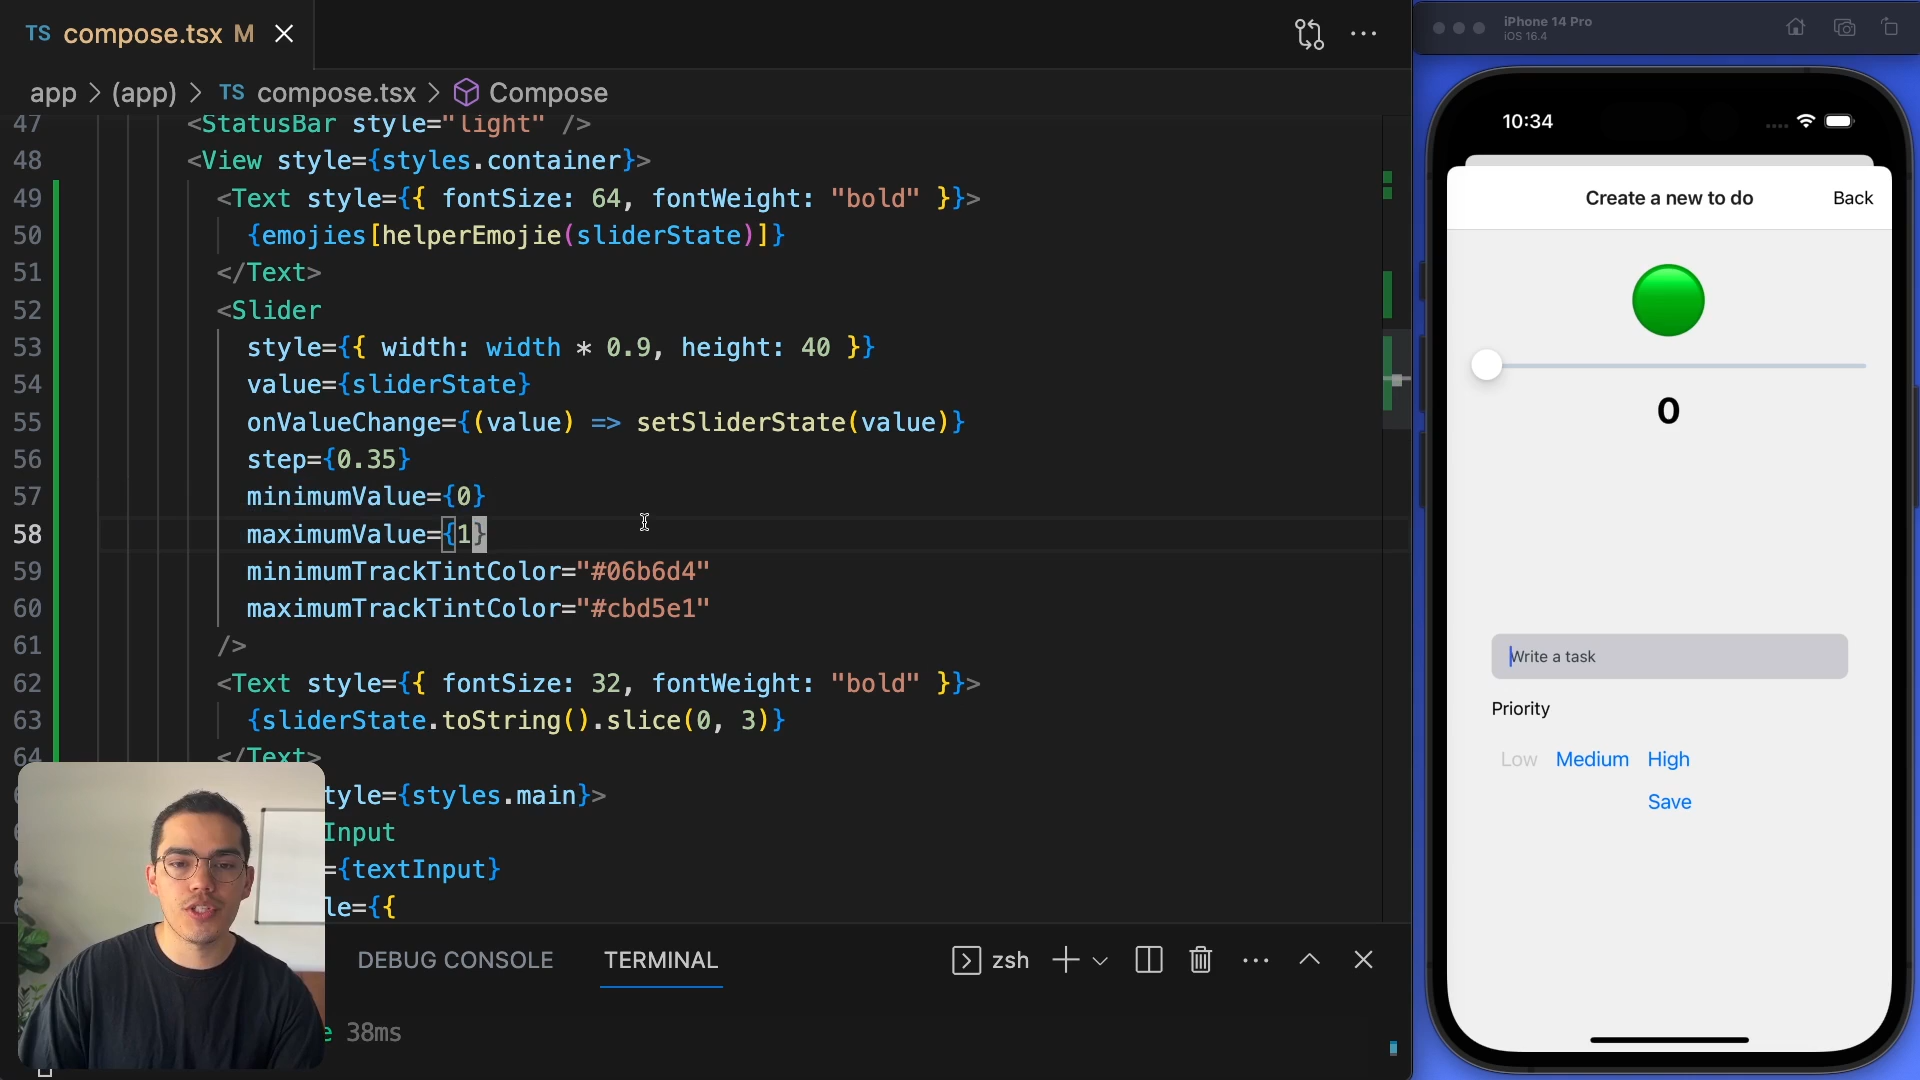 TS compose.tsx M
app > (app) > TS compose.tsx > Compose
47 <StatusBar style="light" />
48 <View style={styles.container}>
49 <Text style={{ fontSize: 64, fontWeight: "bold" }}>
50 {emojies[helperEmojie(sliderState)]}
51 </Text>
52 <Slider
53 style={{ width: width * 0.9, height: 40 }}
54 value={sliderState}
55 onValueChange={(value) => setSliderState(value)}
56 step={0.35}
57 minimumValue={0}
58 maximumValue={1}
59 minimumTrackTintColor="#06b6d4"
60 maximumTrackTintColor="#cbd5e1"
61 />
62 <Text style={{ fontSize: 32, fontWeight: "bold" }}>
63 {sliderState.toString().slice(0, 3)}
64 </Text>
tyle={styles.main}>
Input
={textInput}
le={{
DEBUG CONSOLE TERMINAL zsh
e 38ms
iPhone 14 Pro
iOS 16.4
10:34
Create a new to do Back
0
Write a task
Priority
Low Medium High
Save